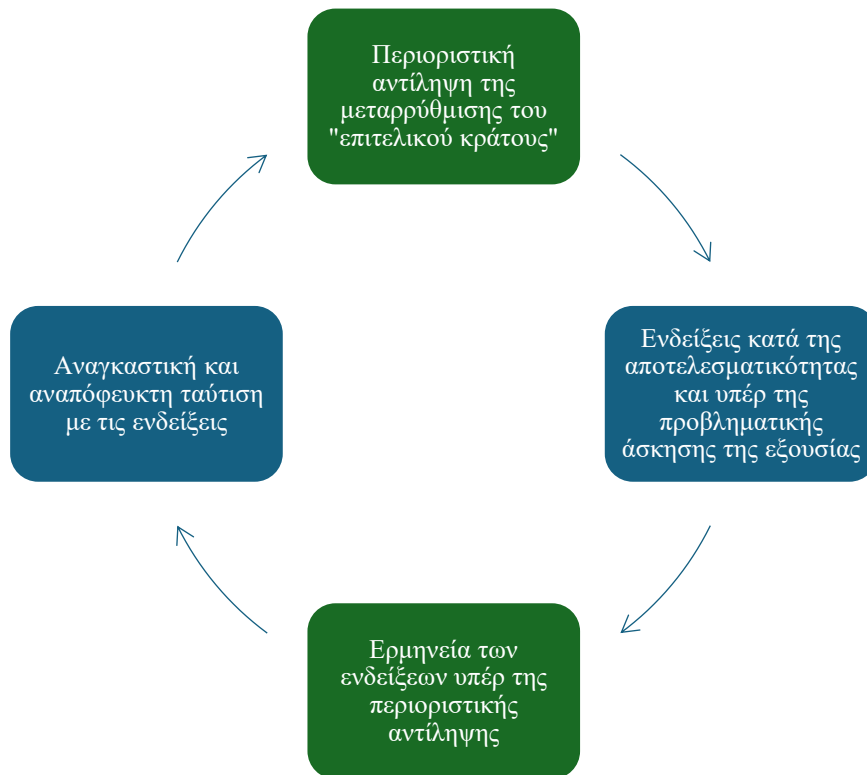 Περιοριστική
αντίληψη της
μεταρρύθμισης του
"επιτελικού κράτους"
Ενδείξεις κατά της
αποτελεσματικότητας
και υπέρ της
προβληματικής
άσκησης της εξουσίας
Ερμηνεία των
ενδείξεων υπέρ της
περιοριστικής
αντίληψης
Αναγκαστική και
αναπόφευκτη ταύτιση
με τις ενδείξεις